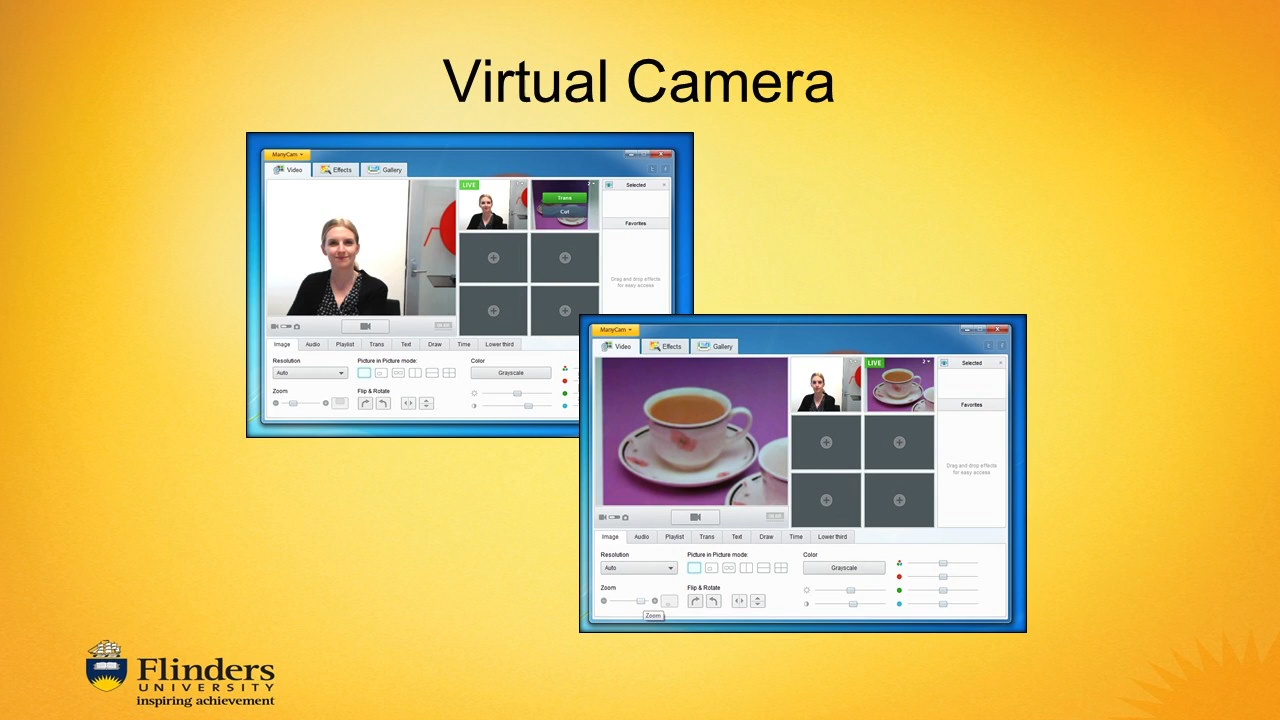 Virtual Camera
ManyCam
Video Effects Gallery
LIVE
2
Selected
Trans
Cut
Favorites
Drag and drop effects
for easy access
Image Audio Playlist Trans Text Draw Time Lower third
Resolution Picture in Picture mode: Color
Auto Grayscale
Zoom Flip & Rotate
ManyCam
Video Effects Gallery
LIVE
2
Selected
Favorites
Drag and drop effects
for easy access
Image Audio Playlist Trans Text Draw Time Lower third
Resolution Picture in Picture mode: Color
Auto Grayscale
Zoom Flip & Rotate
Zoom
Flinders
UNIVERSITY
inspiring achievement